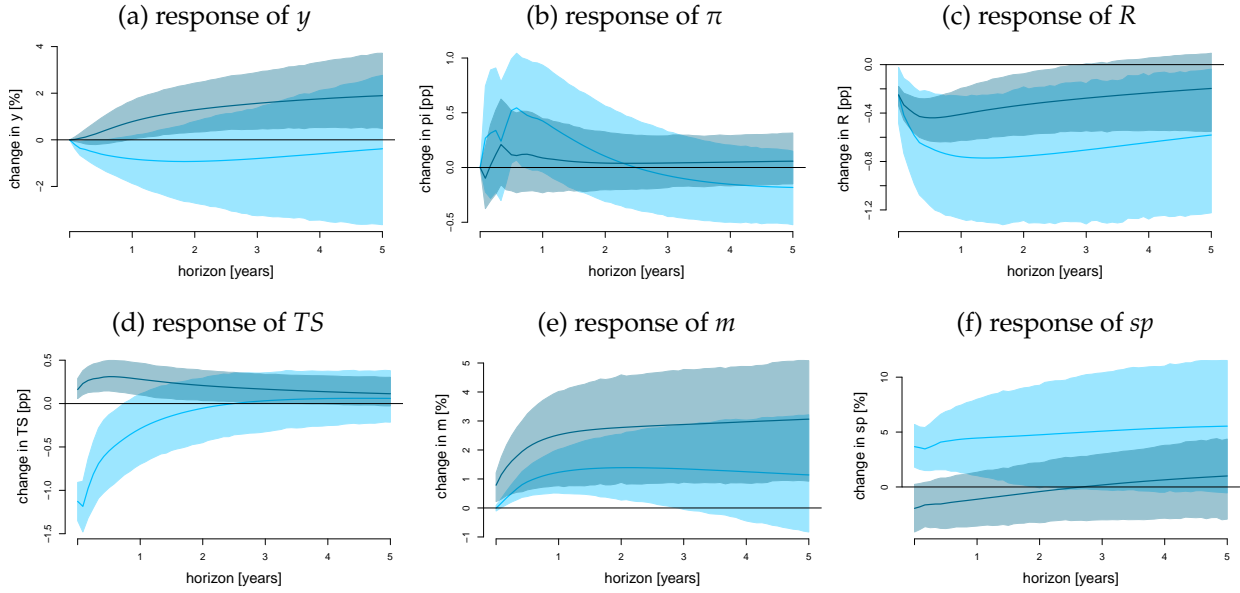 (a) response of y
(b) response of π
(c) response of R
change in y [%]
−2 0 2 4
1 2 3 4 5
horizon [years]
change in pi [pp]
−0.5 0.0 0.5 1.0
1 2 3 4 5
horizon [years]
change in R [pp]
−1.2 −0.8 −0.4 0.0
1 2 3 4 5
horizon [years]
(d) response of TS
(e) response of m
(f) response of sp
change in TS [pp]
−1.5 −1.0 −0.5 0.0 0.5
1 2 3 4 5
horizon [years]
change in m [%]
−1 0 1 2 3 4 5
1 2 3 4 5
horizon [years]
change in sp [%]
0 5 10
1 2 3 4 5
horizon [years]